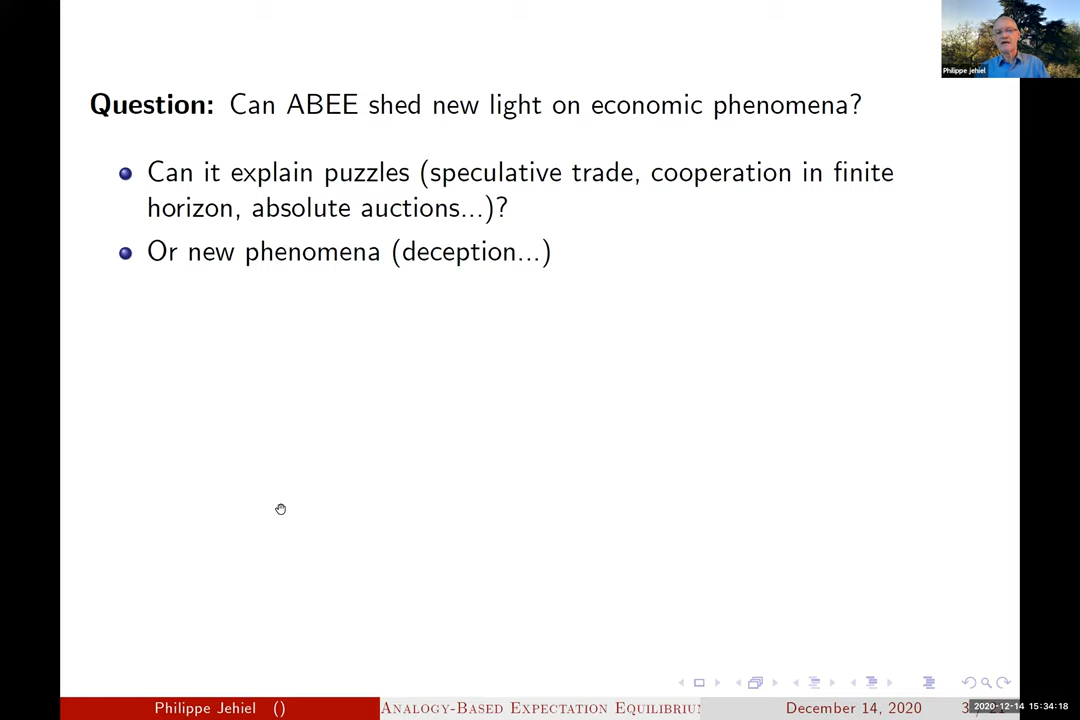 Philippe jehiel
Question: Can ABEE shed new light on economic phenomena?
Can it explain puzzles (speculative trade, cooperation in finite
horizon, absolute auctions...)?
Or new phenomena (deception...)
Philippe Jehiel ()
Analogy-Based Expectation Equilibriu
December 14, 2020
3
2020-12-14 15:34:18